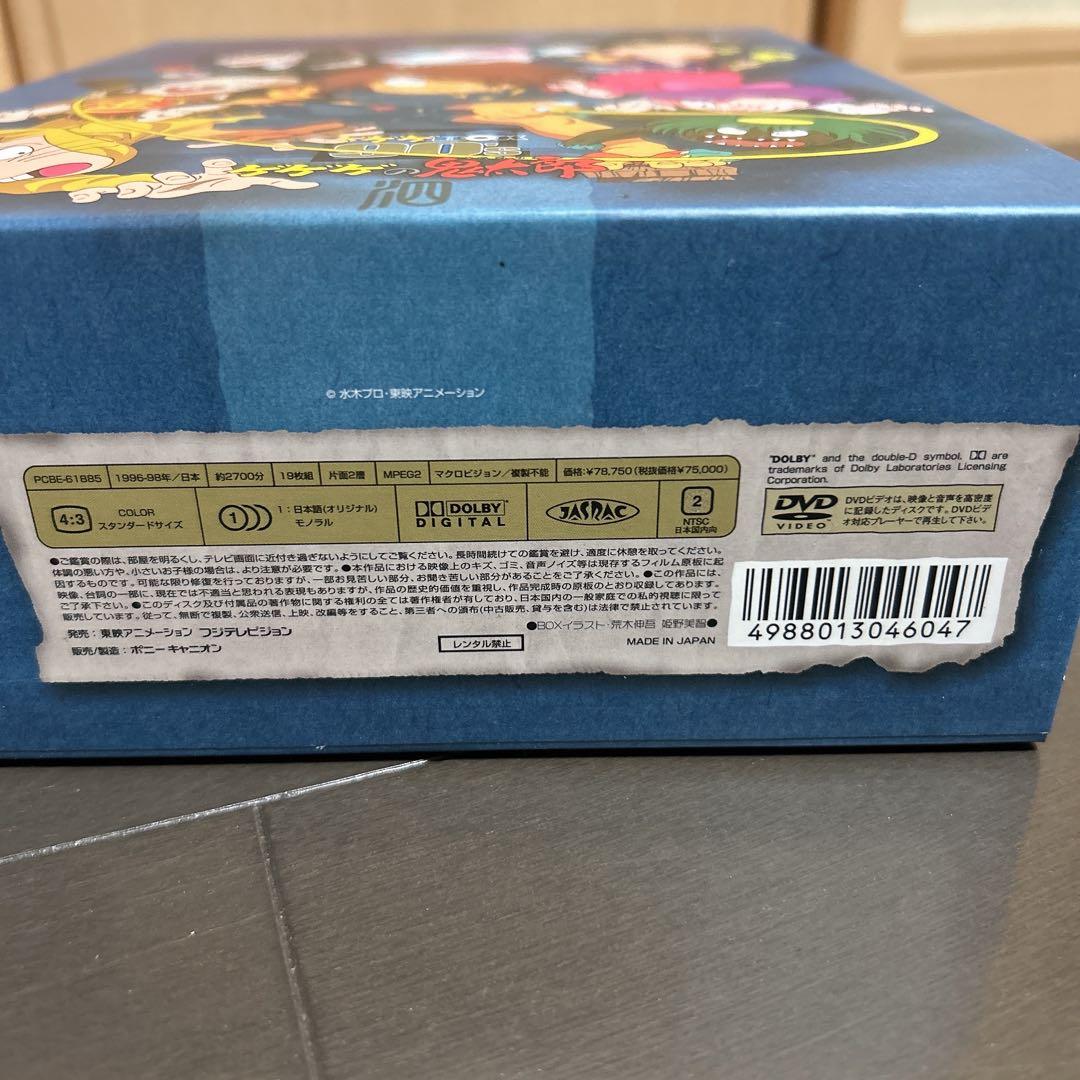 ゲゲゲの鬼太郎
© 水木プロ・東映アニメーション
PCBE-61885 1996-98年/日本 約2700分 19枚組 片面2層 MPEG2 マクロビジョン/複製不能 価格:¥78,750(税抜価格¥75,000)
4:3 COLOR スタンダードサイズ
1 1:日本語(オリジナル) モノラル
DOLBY DIGITAL
JASRAC
2 NTSC 日本国内向
"DOLBY" and the double-D symbol, are
trademarks of Dolby Laboratories Licensing
Corporation.
DVD VIDEO
DVDビデオは、映像と音声を高密度
に記録したディスクです。DVDビデ
オ対応プレーヤーで再生して下さい。
●ご鑑賞の際は、部屋を明るくし、テレビ画面に近付き過ぎないようにしてご覧ください。長時間続けての鑑賞を避け、適度に休憩を取ってください。
体調の悪い方や、小さいお子様の場合は、より注意が必要です。●本作品における映像上のキズ、ゴミ、音声ノイズ等は現存するフィルム原板に起
因するものです。可能な限り修復を行っておりますが、一部お見苦しい部分、お聞き苦しい部分があることをご了承ください。●この作品には、
映像、台詞の一部に、現在では不適当と思われる表現もありますが、作品の歴史的価値を重視し、作品完成時の原板のとおり収録してあります。
ご了承下さい。●このディスク及び付属品の著作物に関する権利の全ては著作権者が有しており、日本国内の一般家庭での私的視聴に限って
販売しています。従って、無断で複製、公衆送信、上映、改編等をすること、第三者への頒布(中古販売、貸与を含む)は法律で禁止されています。
●BOXイラスト・荒木伸吾 姫野美智●
発売:東映アニメーション フジテレビジョン
販売/製造:ポニーキャニオン
レンタル禁止
MADE IN JAPAN
4988013046047